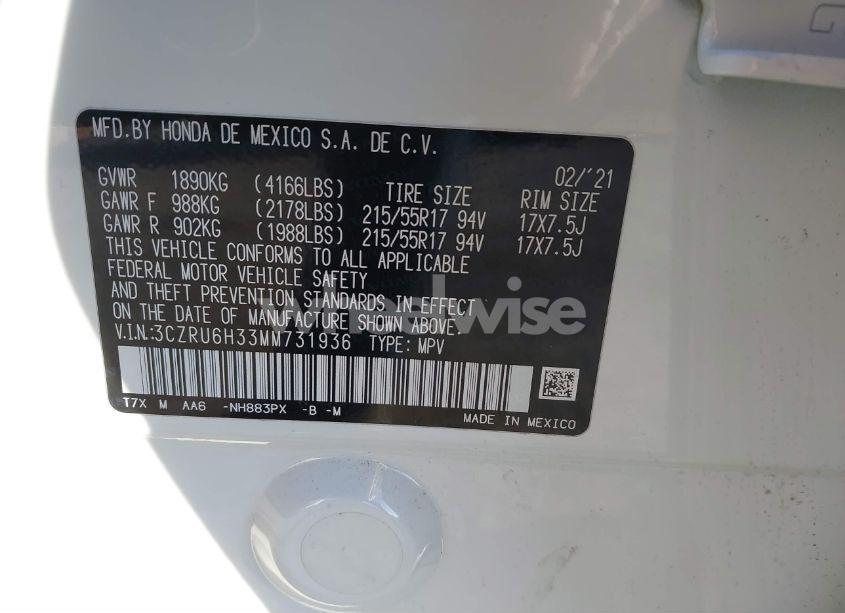 MFD.BY HONDA DE MEXICO S.A. DE C.V.
02/'21
GVWR 1890KG (4166LBS) TIRE SIZE RIM SIZE
GAWR F 988KG (2178LBS) 215/55R17 94V 17X7.5J
GAWR R 902KG (1988LBS) 215/55R17 94V 17X7.5J
THIS VEHICLE CONFORMS TO ALL APPLICABLE
FEDERAL MOTOR VEHICLE SAFETY
AND THEFT PREVENTION STANDARDS IN EFFECT
ON THE DATE OF MANUFACTURE SHOWN ABOVE.
V.I.N:3CZRU6H33MM731936 TYPE: MPV
T7X M AA6 -NH883PX -B -M
MADE IN MEXICO
wheelwise